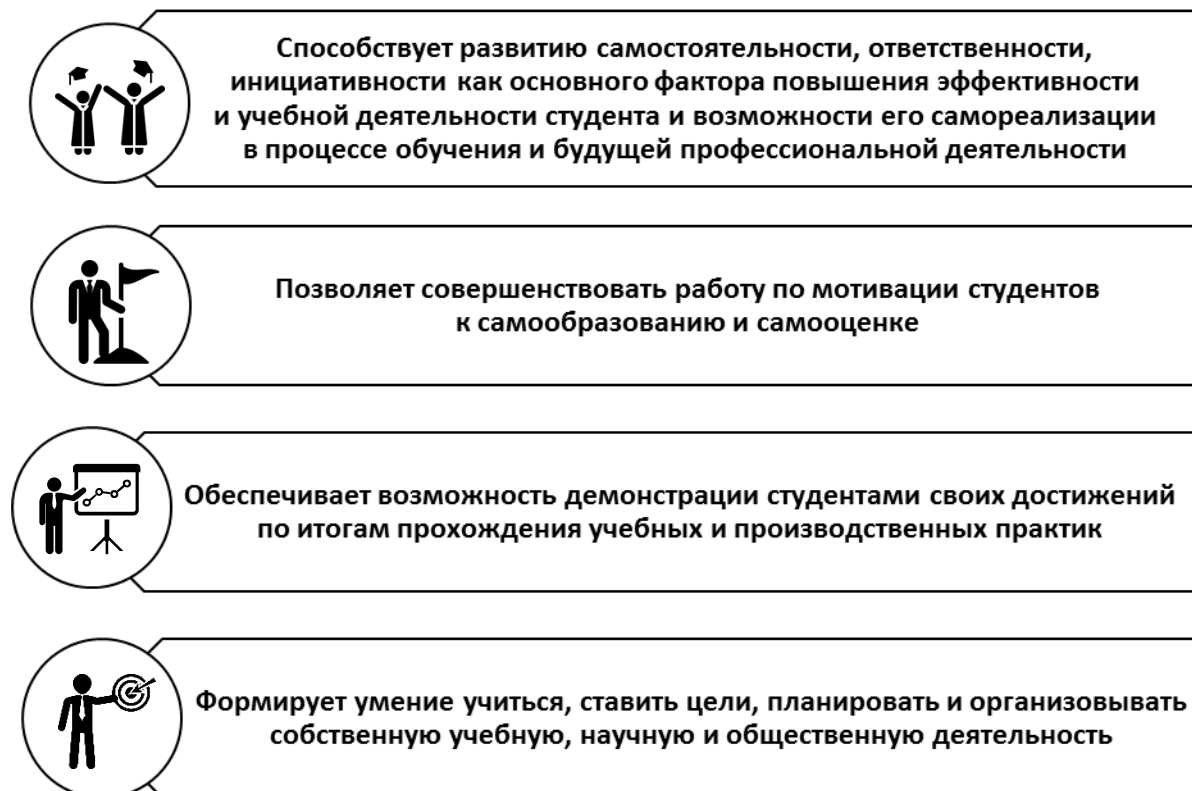 Способствует развитию самостоятельности, ответственности,
инициативности как основного фактора повышения эффективности
и учебной деятельности студента и возможности его самореализации
в процессе обучения и будущей профессиональной деятельности
Позволяет совершенствовать работу по мотивации студентов
к самообразованию и самооценке
Обеспечивает возможность демонстрации студентами своих достижений
по итогам прохождения учебных и производственных практик
Формирует умение учиться, ставить цели, планировать и организовывать
собственную учебную, научную и общественную деятельность